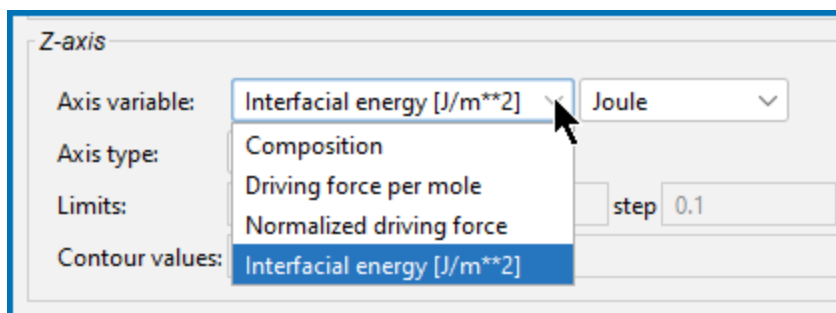 Z-axis
Axis variable: Interfacial energy [J/m**2] Joule
Axis type: Composition
Driving force per mole
Limits: step 0.1
Normalized driving force
Contour values: Interfacial energy [J/m**2]